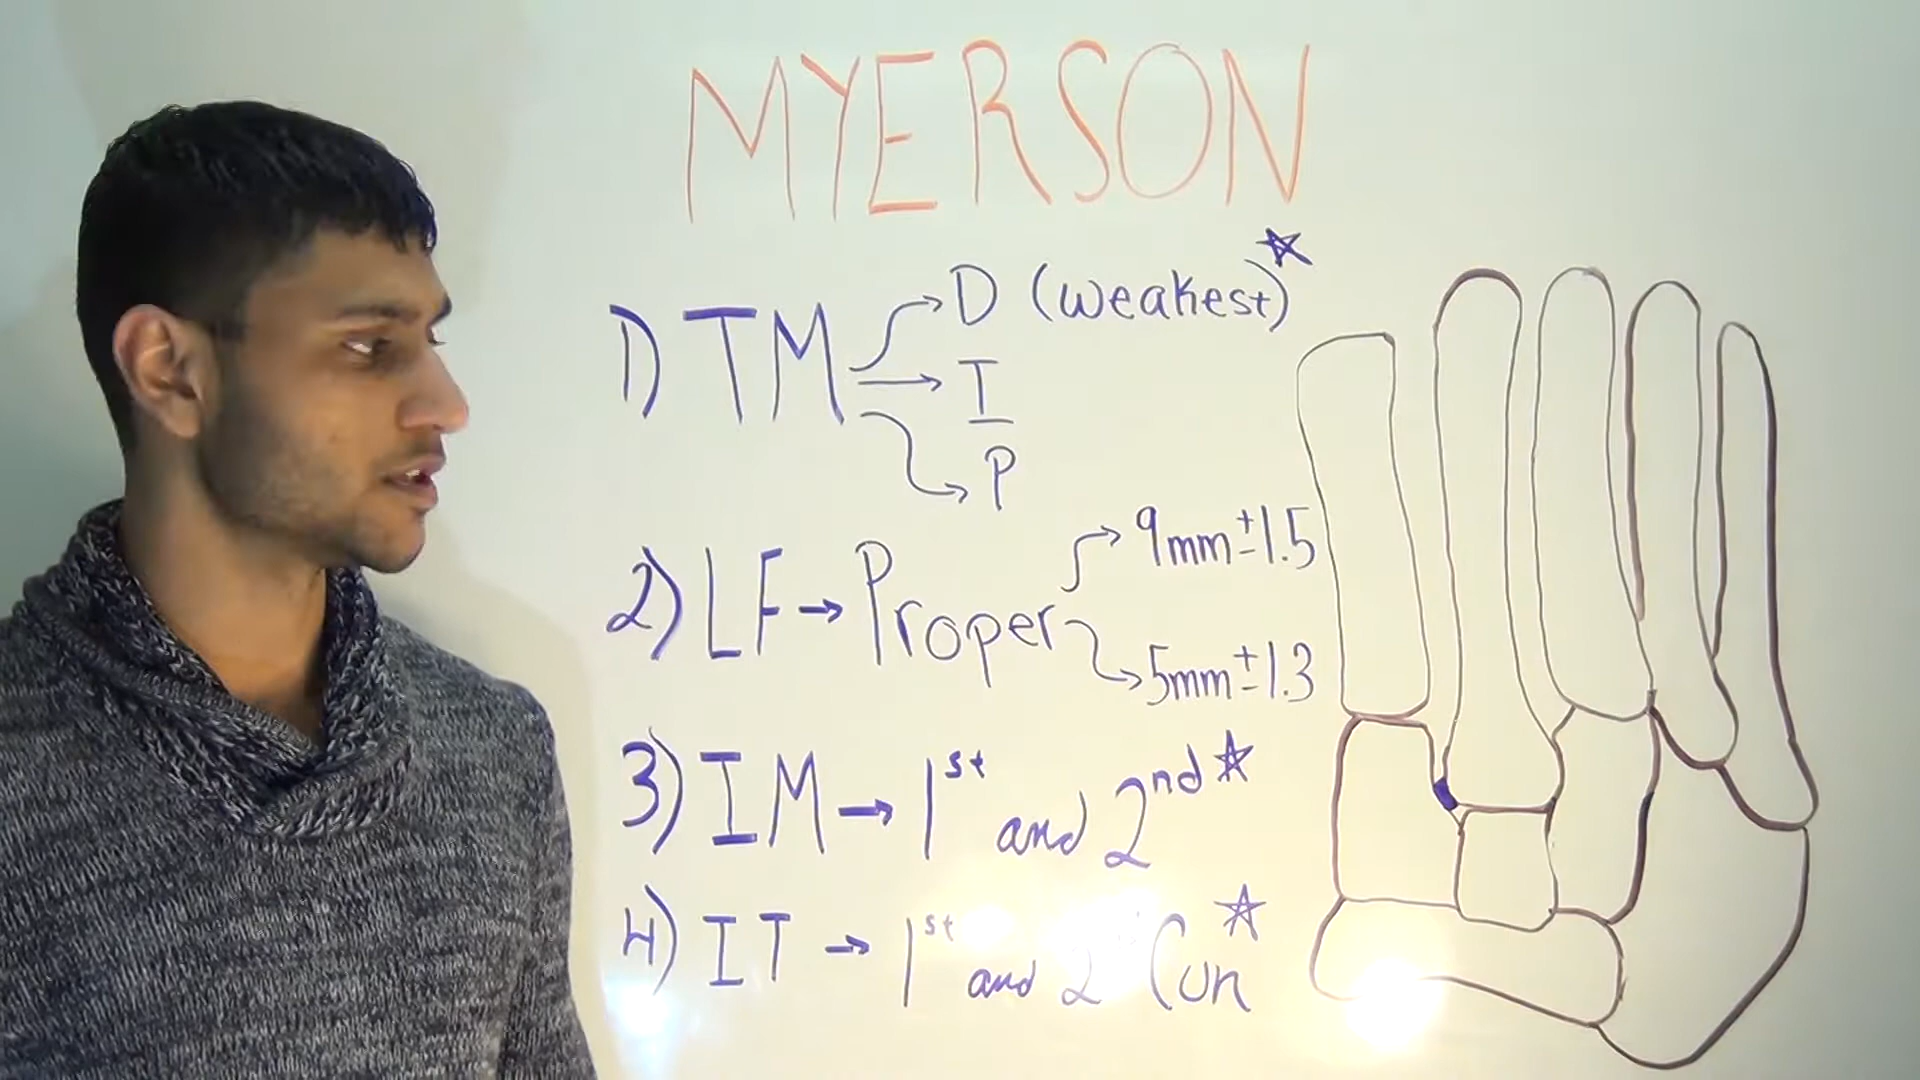 MYERSON
1) TM → D (weakest)
→ I
→ P
2) LF → Proper → 9mm ± 1.5
→ 5mm ± 1.3
3) IM → 1st and 2nd
4) IT → 1st and 2 Cun